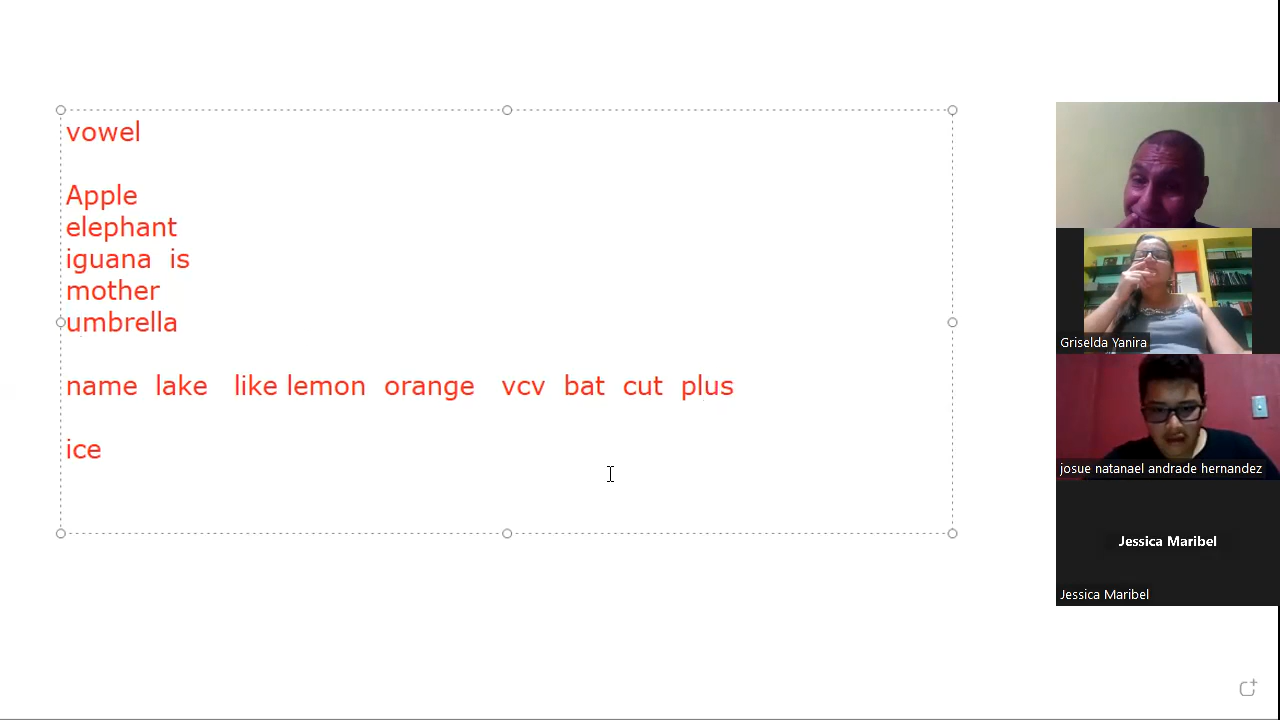 vowel
Apple
elephant
iguana is
mother
umbrella
name lake like lemon orange vcv bat cut plus
ice
Griselda Yanira
josue natanael andrade hernandez
Jessica Maribel
Jessica Maribel